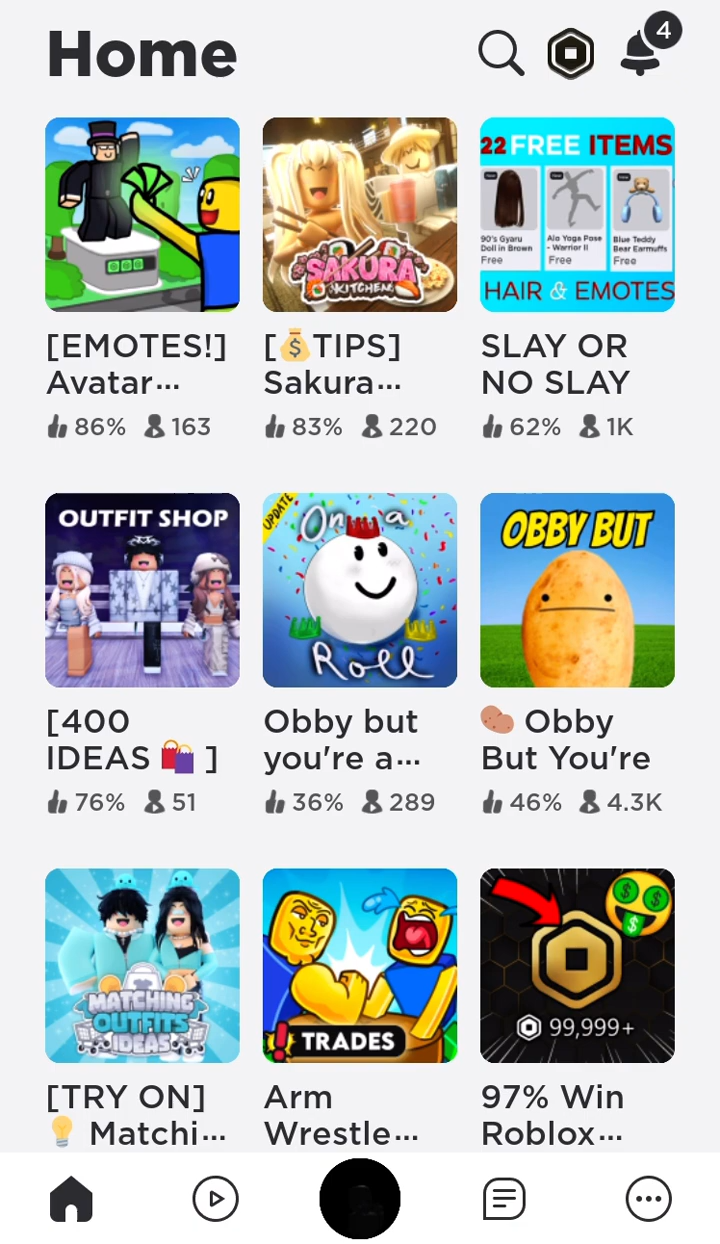 Home
4
22 FREE ITEMS
New
New
New
90's Gyaru
Doll in Brown
Free
Alo Yoga Pose
- Warrior II
Free
Blue Teddy
Bear Earmuffs
Free
HAIR & EMOTES
SAKURA
KITCHEN
[EMOTES!]
Avatar...
86% 163
[💰TIPS]
Sakura...
83% 220
SLAY OR
NO SLAY
62% 1K
OUTFIT SHOP
UPDATE
On a
Roll
OBBY BUT
[400
IDEAS 🛍️ ]
76% 51
Obby but
you're a...
36% 289
🥔 Obby
But You're
46% 4.3K
MATCHING
OUTFITS
IDEAS
! TRADES
99,999+
[TRY ON]
💡 Matchi...
Arm
Wrestle...
97% Win
Roblox...